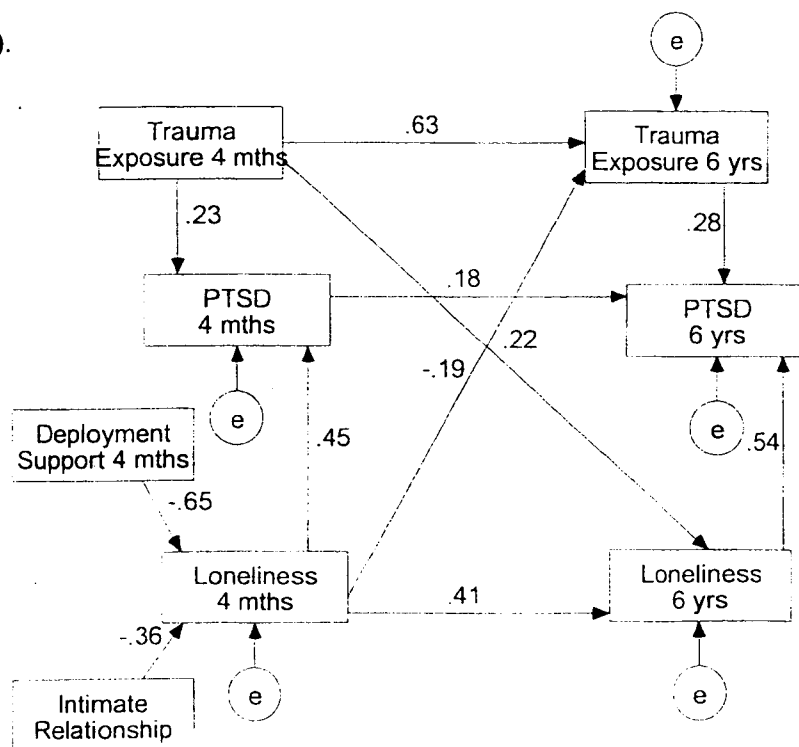 ).
e
Trauma
Exposure 4 mths
.63
Trauma
Exposure 6 yrs
.23
.28
PTSD
4 mths
.18
PTSD
6 yrs
.22
-.19
e
e
.45
.54
Deployment
Support 4 mths
-.65
Loneliness
4 mths
.41
Loneliness
6 yrs
-.36
e
e
Intimate
Relationship